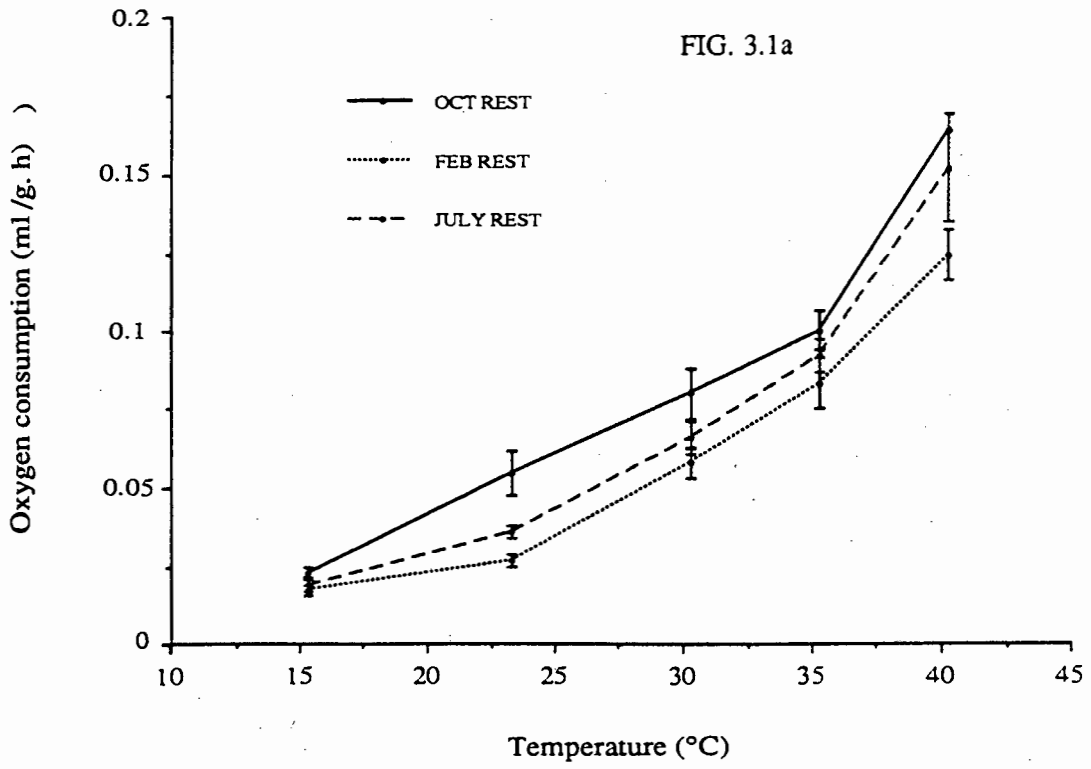 FIG. 3.1a
OCT REST
FEB REST
JULY REST
Oxygen consumption (ml /g. h) )
0.2
0.15
0.1
0.05
0
10 15 20 25 30 35 40 45
Temperature (°C)